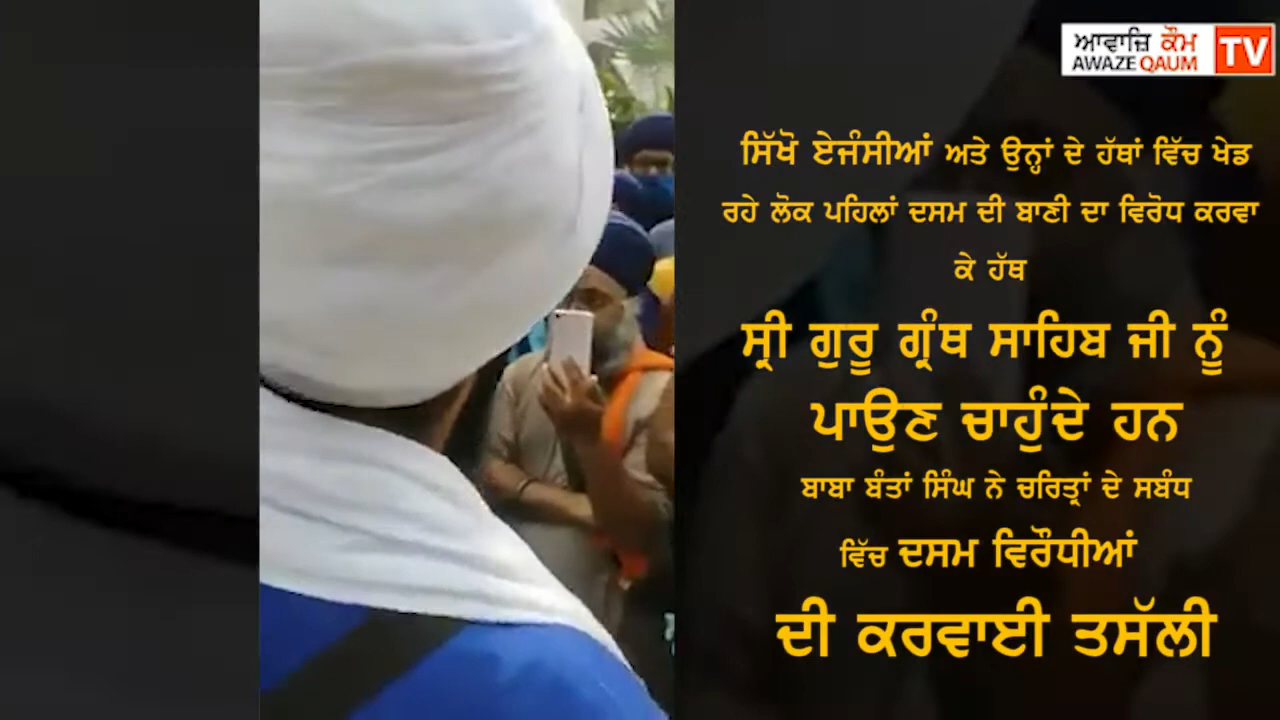 ਆਵਾਜ਼ਿ ਕੌਮ
AWAZE QAUM TV
ਸਿੱਖੋ ਏਜੰਸੀਆਂ ਅਤੇ ਉਨ੍ਹਾਂ ਦੇ ਹੱਥਾਂ ਵਿੱਚ ਖੇਡ
ਰਹੇ ਲੋਕ ਪਹਿਲਾਂ ਦਸਮ ਦੀ ਬਾਣੀ ਦਾ ਵਿਰੋਧ ਕਰਵਾ
ਕੇ ਹੱਥ
ਸ੍ਰੀ ਗੁਰੂ ਗ੍ਰੰਥ ਸਾਹਿਬ ਜੀ ਨੂੰ
ਪਾਉਣ ਚਾਹੁੰਦੇ ਹਨ
ਬਾਬਾ ਬੰਤਾਂ ਸਿੰਘ ਨੇ ਚਰਿਤ੍ਰਾਂ ਦੇ ਸਬੰਧ
ਵਿੱਚ ਦਸਮ ਵਿਰੌਧੀਆਂ
ਦੀ ਕਰਵਾਈ ਤਸੱਲੀ